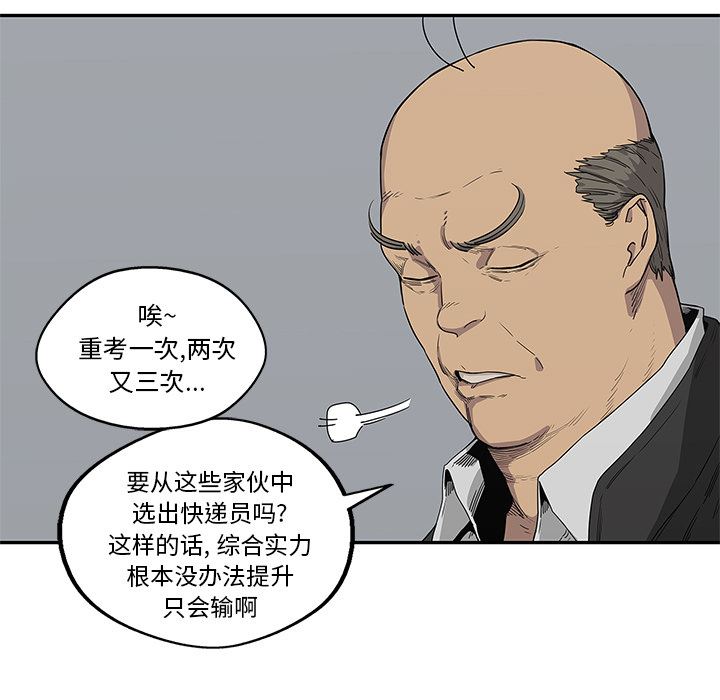 唉~
重考一次,两次
又三次...
要从这些家伙中
选出快递员吗?
这样的话, 综合实力
根本没办法提升
只会输啊